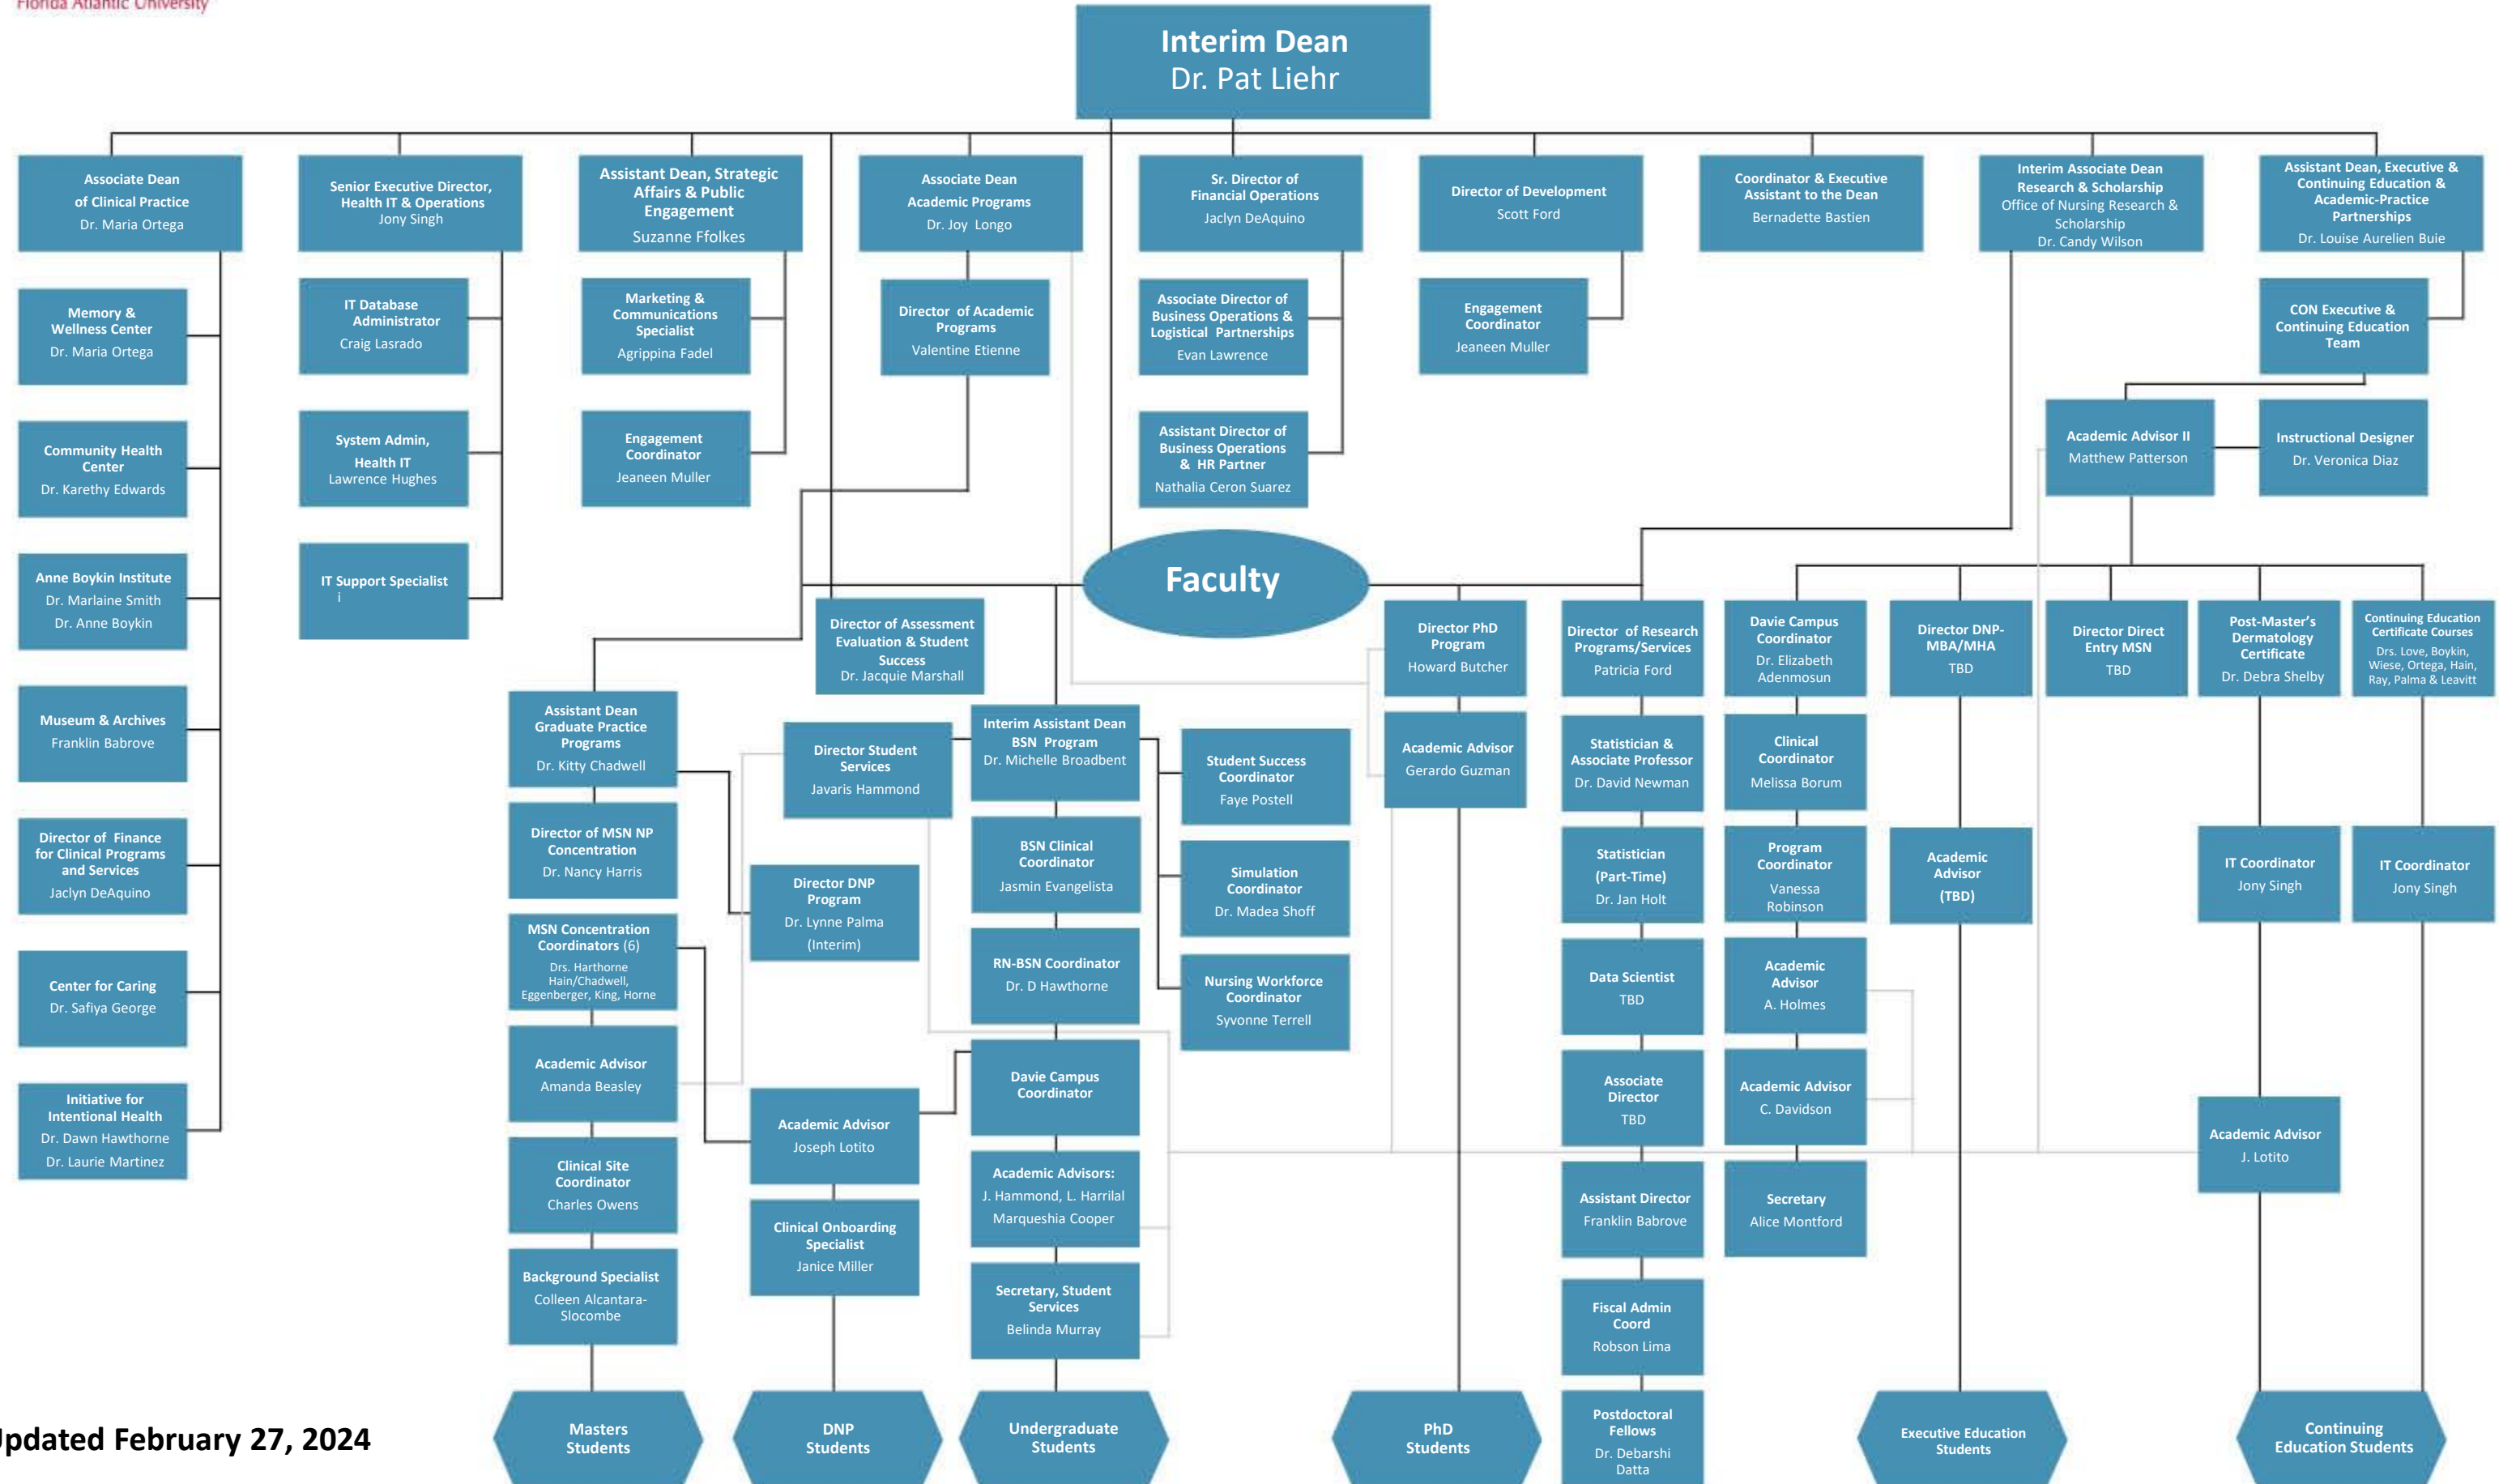 Florida Atlantic University
Interim Dean
Dr. Pat Liehr
Associate Dean
of Clinical Practice
Dr. Maria Ortega
Senior Executive Director,
Health IT & Operations
Jony Singh
Assistant Dean, Strategic
Affairs & Public
Engagement
Suzanne Ffolkes
Associate Dean
Academic Programs
Dr. Joy Longo
Sr. Director of
Financial Operations
Jaclyn DeAquino
Director of Development
Scott Ford
Coordinator & Executive
Assistant to the Dean
Bernadette Bastien
Interim Associate Dean
Research & Scholarship
Office of Nursing Research &
Scholarship
Dr. Candy Wilson
Assistant Dean, Executive &
Continuing Education &
Academic-Practice
Partnerships
Dr. Louise Aurelien Buie
Memory &
Wellness Center
Dr. Maria Ortega
IT Database
Administrator
Craig Lasrado
Marketing &
Communications
Specialist
Agrippina Fadel
Director of Academic
Programs
Valentine Etienne
Associate Director of
Business Operations &
Logistical Partnerships
Evan Lawrence
Engagement
Coordinator
Jeaneen Muller
CON Executive &
Continuing Education
Team
Community Health
Center
Dr. Karethy Edwards
System Admin,
Health IT
Lawrence Hughes
Engagement
Coordinator
Jeaneen Muller
Assistant Director of
Business Operations
& HR Partner
Nathalia Ceron Suarez
Academic Advisor II
Matthew Patterson
Instructional Designer
Dr. Veronica Diaz
Anne Boykin Institute
Dr. Marlaine Smith
Dr. Anne Boykin
IT Support Specialist
i
Faculty
Museum & Archives
Franklin Babrove
Director of Finance
for Clinical Programs
and Services
Jaclyn DeAquino
Center for Caring
Dr. Safiya George
Initiative for
Intentional Health
Dr. Dawn Hawthorne
Dr. Laurie Martinez
Director of Assessment
Evaluation & Student
Success
Dr. Jacquie Marshall
Assistant Dean
Graduate Practice
Programs
Dr. Kitty Chadwell
Director of MSN NP
Concentration
Dr. Nancy Harris
MSN Concentration
Coordinators (6)
Drs. Harthorne
Hain/Chadwell,
Eggenberger, King, Horne
Academic Advisor
Amanda Beasley
Clinical Site
Coordinator
Charles Owens
Background Specialist
Colleen Alcantara-
Slocombe
Director Student
Services
Javaris Hammond
Director DNP
Program
Dr. Lynne Palma
(Interim)
Academic Advisor
Joseph Lotito
Clinical Onboarding
Specialist
Janice Miller
Interim Assistant Dean
BSN Program
Dr. Michelle Broadbent
BSN Clinical
Coordinator
Jasmin Evangelista
RN-BSN Coordinator
Dr. D Hawthorne
Davie Campus
Coordinator
Academic Advisors:
J. Hammond, L. Harrilal
Marqueshia Cooper
Secretary, Student
Services
Belinda Murray
Student Success
Coordinator
Faye Postell
Simulation
Coordinator
Dr. Madea Shoff
Nursing Workforce
Coordinator
Syvonne Terrell
Director PhD
Program
Howard Butcher
Academic Advisor
Gerardo Guzman
Director of Research
Programs/Services
Patricia Ford
Statistician &
Associate Professor
Dr. David Newman
Statistician
(Part-Time)
Dr. Jan Holt
Data Scientist
TBD
Associate
Director
TBD
Assistant Director
Franklin Babrove
Fiscal Admin
Coord
Robson Lima
Postdoctoral
Fellows
Dr. Debarshi
Datta
Davie Campus
Coordinator
Dr. Elizabeth
Adenmosun
Clinical
Coordinator
Melissa Borum
Program
Coordinator
Vanessa
Robinson
Academic
Advisor
A. Holmes
Academic Advisor
C. Davidson
Secretary
Alice Montford
Director DNP-
MBA/MHA
TBD
Academic
Advisor
(TBD)
Director Direct
Entry MSN
TBD
Post-Master's
Dermatology
Certificate
Dr. Debra Shelby
IT Coordinator
Jony Singh
Academic Advisor
J. Lotito
Continuing Education
Certificate Courses
Drs. Love, Boykin,
Wiese, Ortega, Hain,
Ray, Palma & Leavitt
IT Coordinator
Jony Singh
Updated February 27, 2024
Masters
Students
DNP
Students
Undergraduate
Students
PhD
Students
Executive Education
Students
Continuing
Education Students